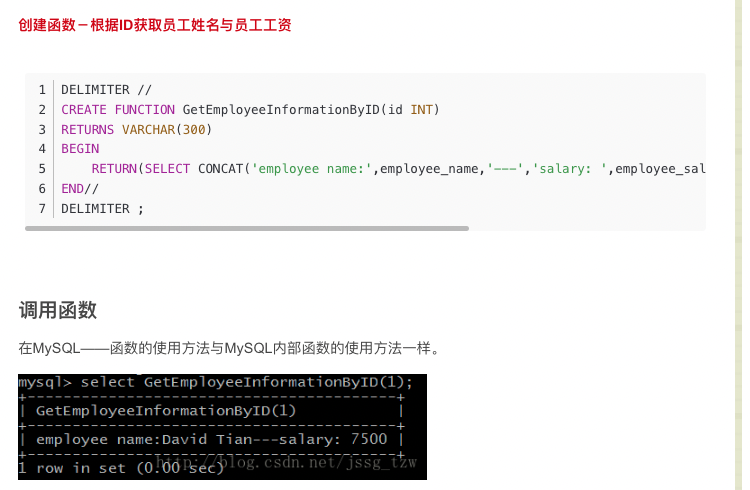 创建函数－根据ID获取员工姓名与员工工资
1 DELIMITER //
2 CREATE FUNCTION GetEmployeeInformationByID(id INT)
3 RETURNS VARCHAR(300)
4 BEGIN
5 RETURN(SELECT CONCAT('employee name:',employee_name,'---','salary: ',employee_sal
6 END//
7 DELIMITER ;
调用函数
在MySQL——函数的使用方法与MySQL内部函数的使用方法一样。
mysql> select GetEmployeeInformationByID(1);
+-----------------------------------------+
| GetEmployeeInformationByID(1) |
+-----------------------------------------+
| employee name:David Tian---salary: 7500 |
+-----------------------------------------+
1 row in set (0.00 sec)
http://blog.csdn.net/jssg_tzw